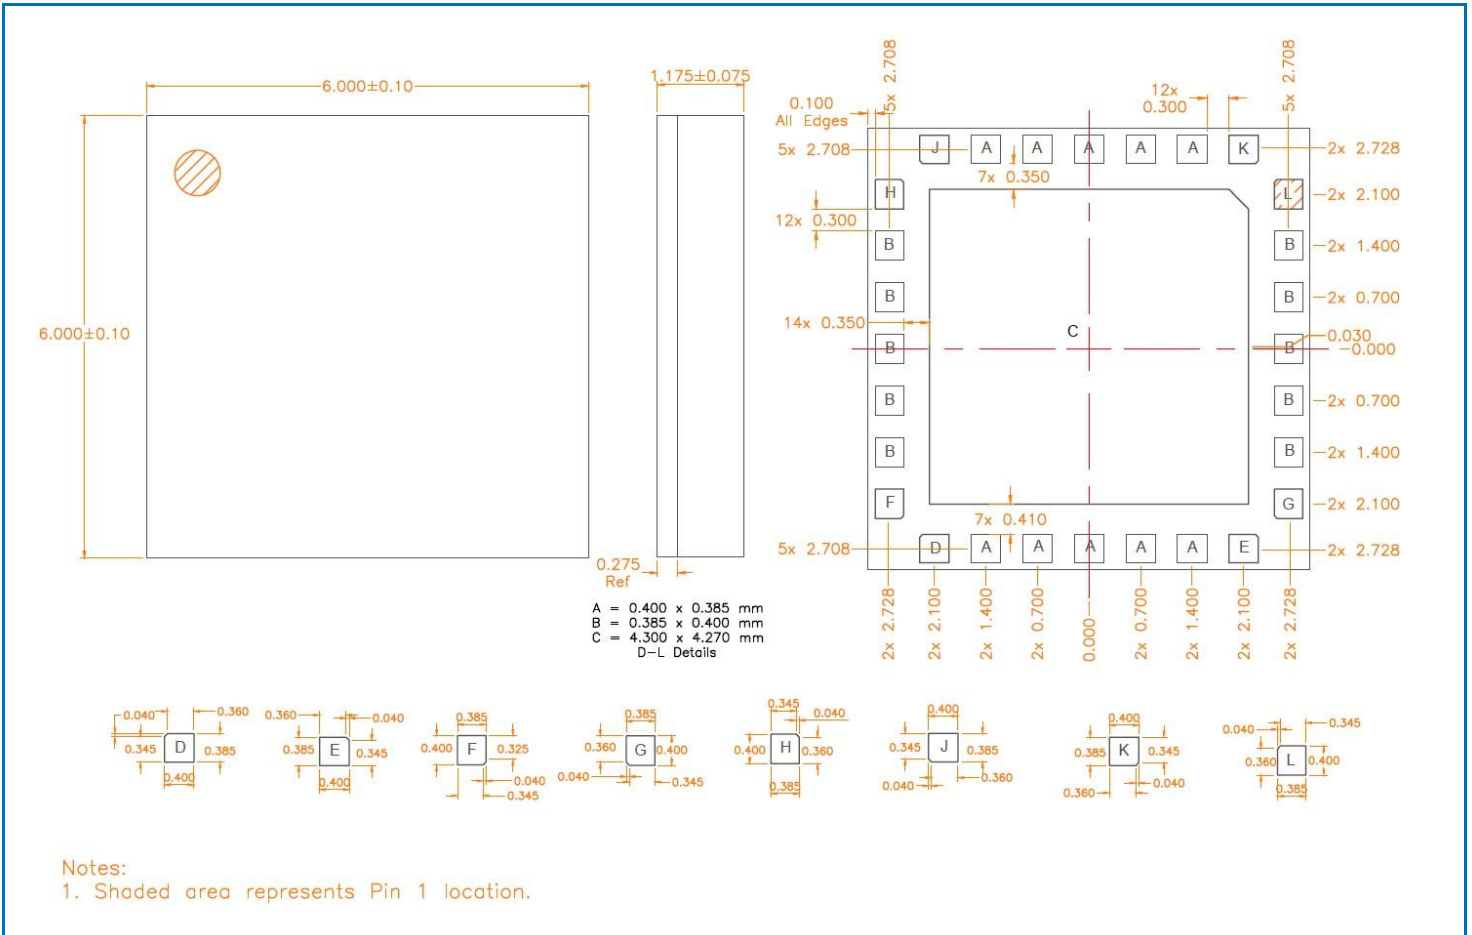 6.000±0.10
6.000±0.10
1.175±0.075
0.275
Ref
A = 0.400 x 0.385 mm
B = 0.385 x 0.400 mm
C = 4.300 x 4.270 mm
D-L Details
5x 2.708
5x 2.708
0.100
All Edges
12x
0.300
5x 2.708
J A A A A A K
2x 2.728
7x 0.350
H
L
2x 2.100
12x 0.300
B
B
2x 1.400
B
B
2x 0.700
14x 0.350
C
B
B
0.030
0.000
B
B
2x 0.700
B
B
2x 1.400
F
G
2x 2.100
7x 0.410
5x 2.708
D A A A A A E
2x 2.728
2x 2.728
2x 2.100
2x 1.400
2x 0.700
0.000
2x 0.700
2x 1.400
2x 2.100
2x 2.728
0.040
0.360
0.345
D
0.385
0.400
0.360
0.040
0.385
E
0.345
0.400
0.385
0.400
F
0.325
0.040
0.345
0.385
0.360
G
0.400
0.040
0.345
0.345
0.040
0.400
H
0.360
0.385
0.400
0.345
J
0.385
0.360
0.040
0.400
0.385
K
0.345
0.040
0.360
0.345
0.040
0.360
L
0.400
0.385
Notes:
1. Shaded area represents Pin 1 location.